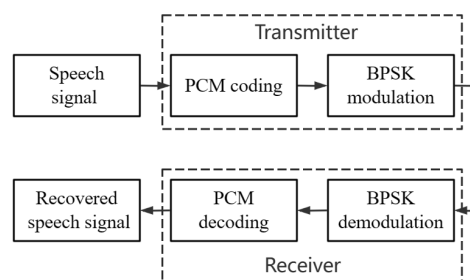 Transmitter
Speech
signal
PCM coding
BPSK
modulation
Recovered
speech signal
PCM
decoding
BPSK
demodulation
Receiver